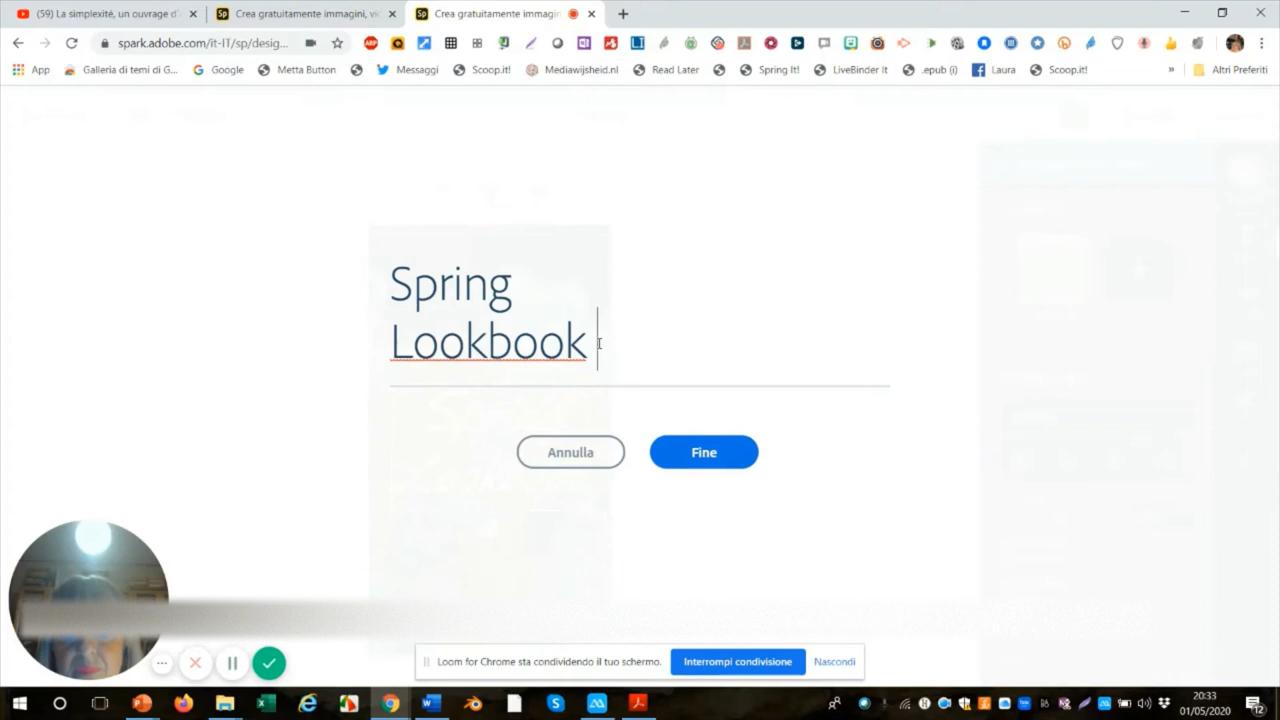 (59) La simplexité, un ouvrage d'
Crea gratuitamente immagini, vic
Crea gratuitamente immagin
spark.adobe.com/it-IT/sp/desig...
App
Galleria di temi di G...
Google
Metta Button
Messaggi
Scoop.it!
Mediawijsheid.nl
Read Later
Spring It!
LiveBinder It
.epub (i)
Laura
Scoop.it!
»
Altri Preferiti
Spring
Lookbook
Annulla
Fine
Loom for Chrome sta condividendo il tuo schermo.
Interrompi condivisione
Nascondi
20:33
01/05/2020
12